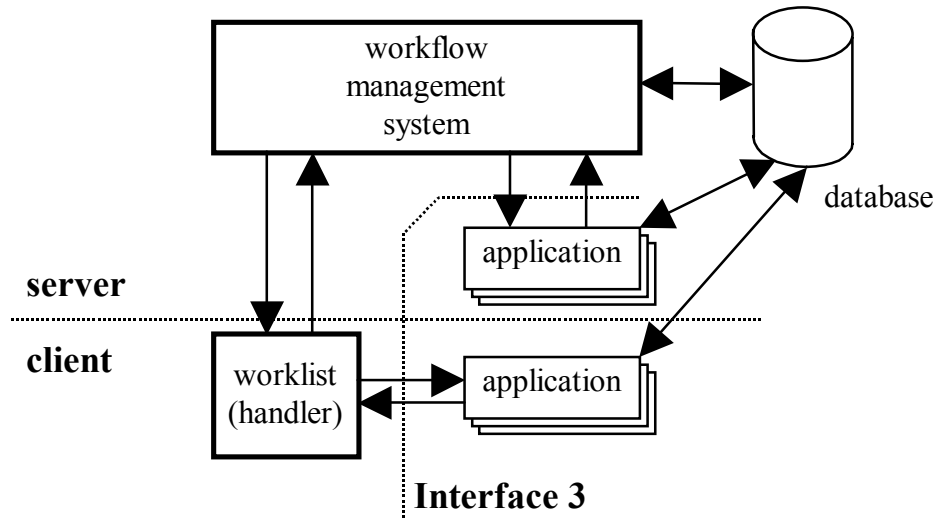 workflow
management
system
database
application
server
client
worklist
(handler)
application
Interface 3